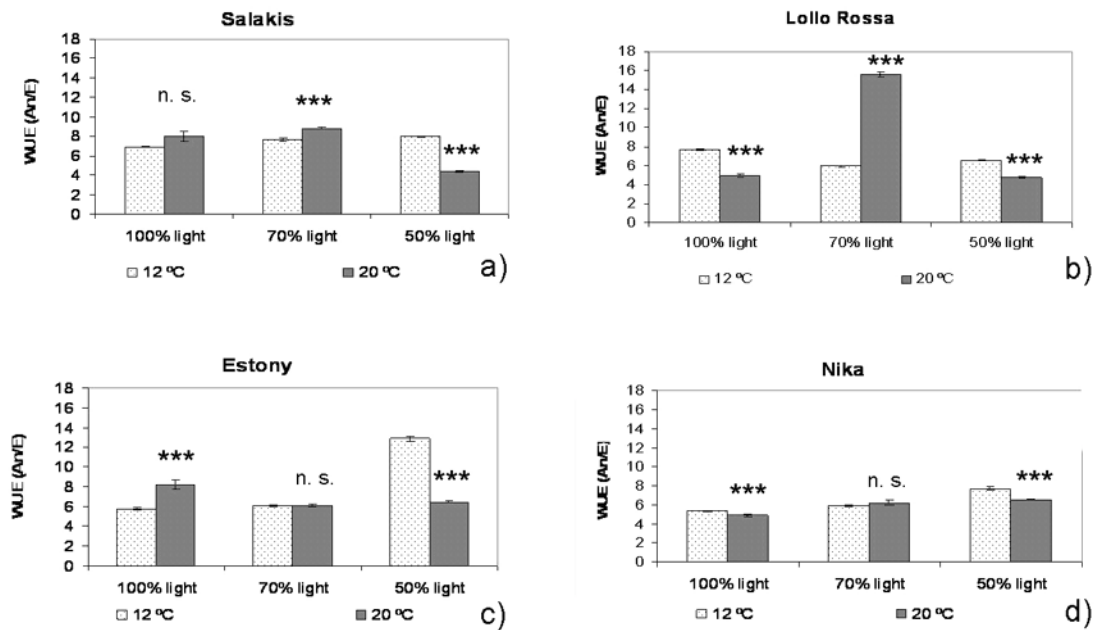 Salakis
WUE (An/E)
18
16
14
12
10
8
6
4
2
0
n. s.
***
***
100% light 70% light 50% light
12 ºC 20 ºC
a)
Lollo Rossa
WUE (An/E)
18
16
14
12
10
8
6
4
2
0
***
***
***
100% light 70% light 50% light
12 ºC 20 ºC
b)
Estony
WUE (An/E)
18
16
14
12
10
8
6
4
2
0
***
n. s.
***
100% light 70% light 50% light
12 ºC 20 ºC
c)
Nika
WUE (An/E)
18
16
14
12
10
8
6
4
2
0
***
n. s.
***
100% light 70% light 50% light
12 ºC 20 ºC
d)